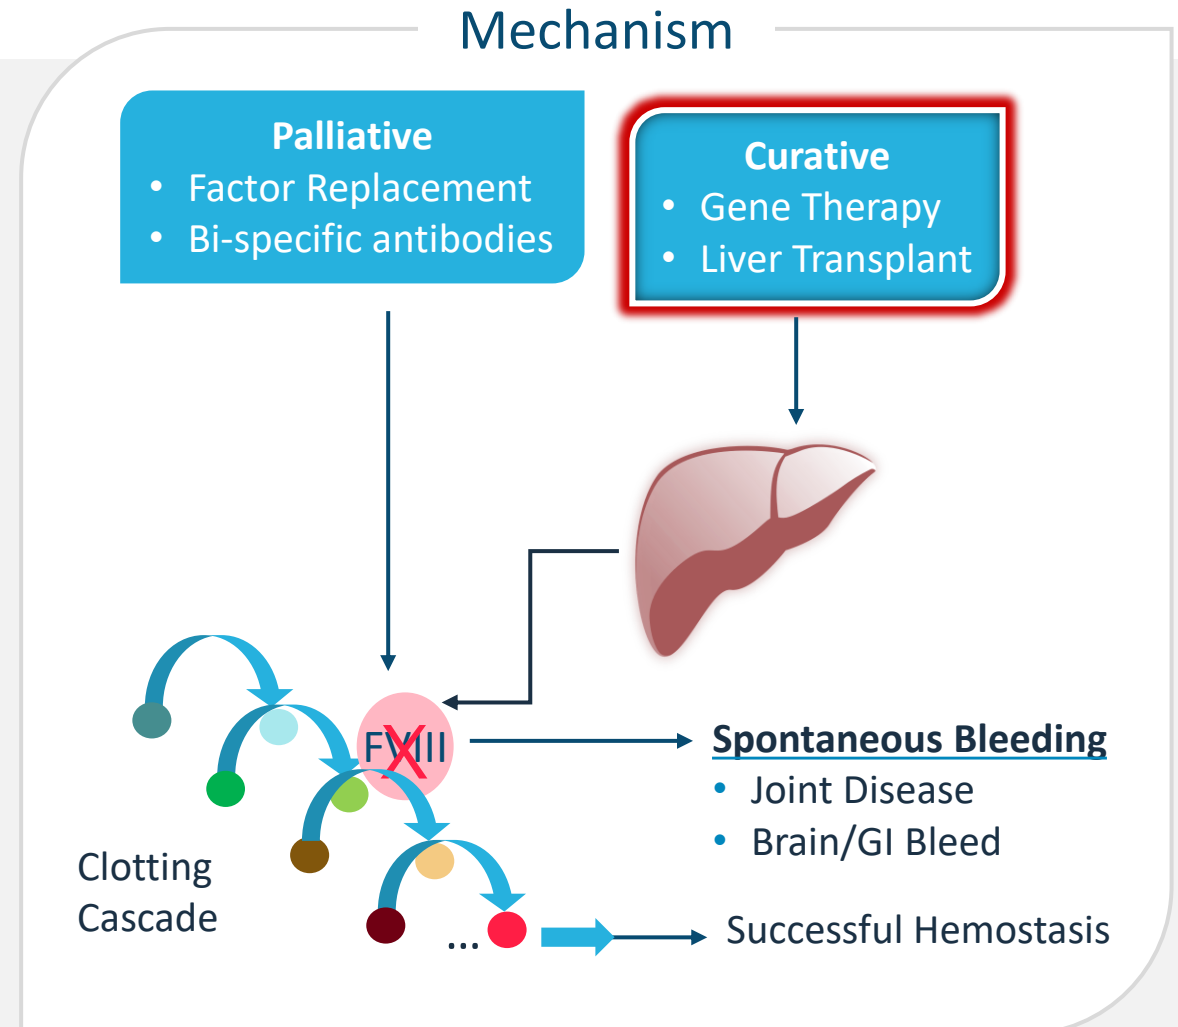 Mechanism
Palliative
• Factor Replacement
• Bi-specific antibodies
Curative
• Gene Therapy
• Liver Transplant
FVIII
X
Spontaneous Bleeding
• Joint Disease
• Brain/GI Bleed
Clotting
Cascade
...
Successful Hemostasis